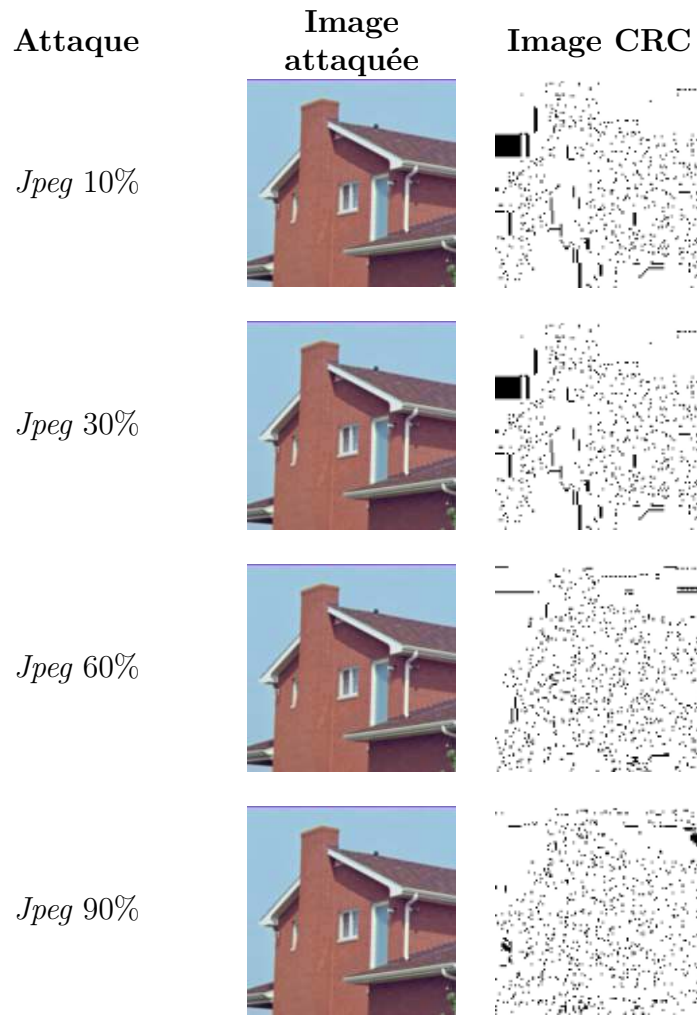 Attaque
Image
attaquée
Image CRC
Jpeg 10%
Jpeg 30%
Jpeg 60%
Jpeg 90%